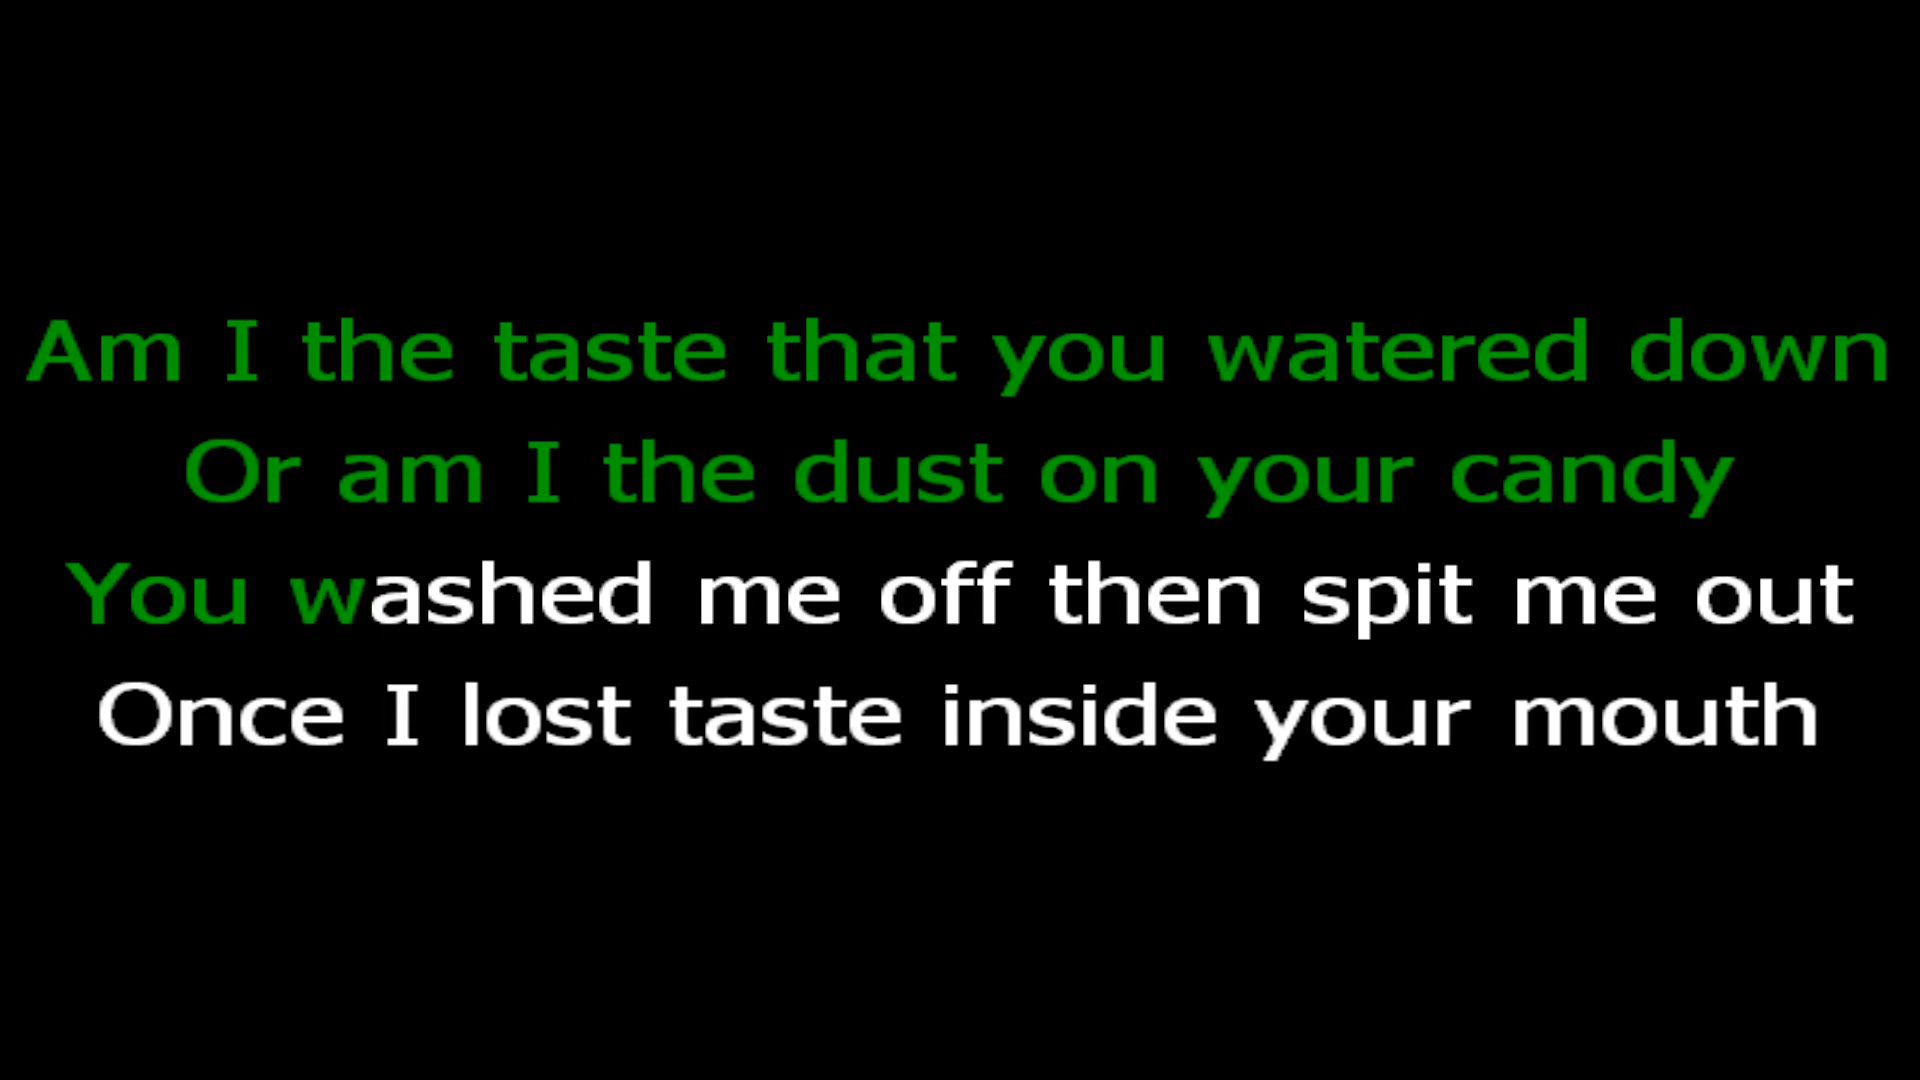 Am I the taste that you watered down
Or am I the dust on your candy
You washed me off then spit me out
Once I lost taste inside your mouth